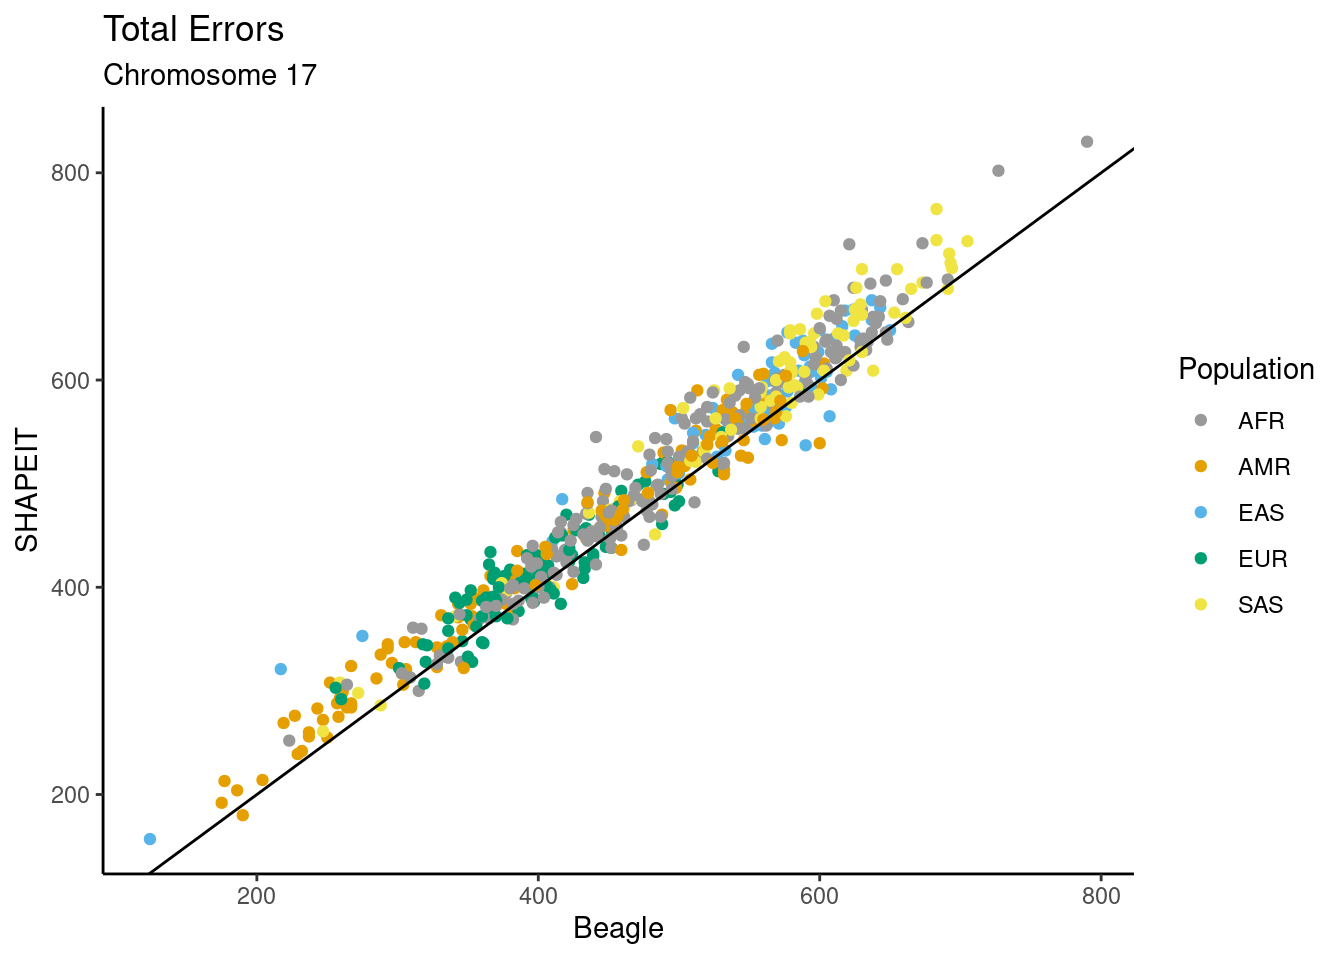 Total Errors
Chromosome 17
800
600
400
200
SHAPEIT
200 400 600 800
Beagle
Population
AFR
AMR
EAS
EUR
SAS